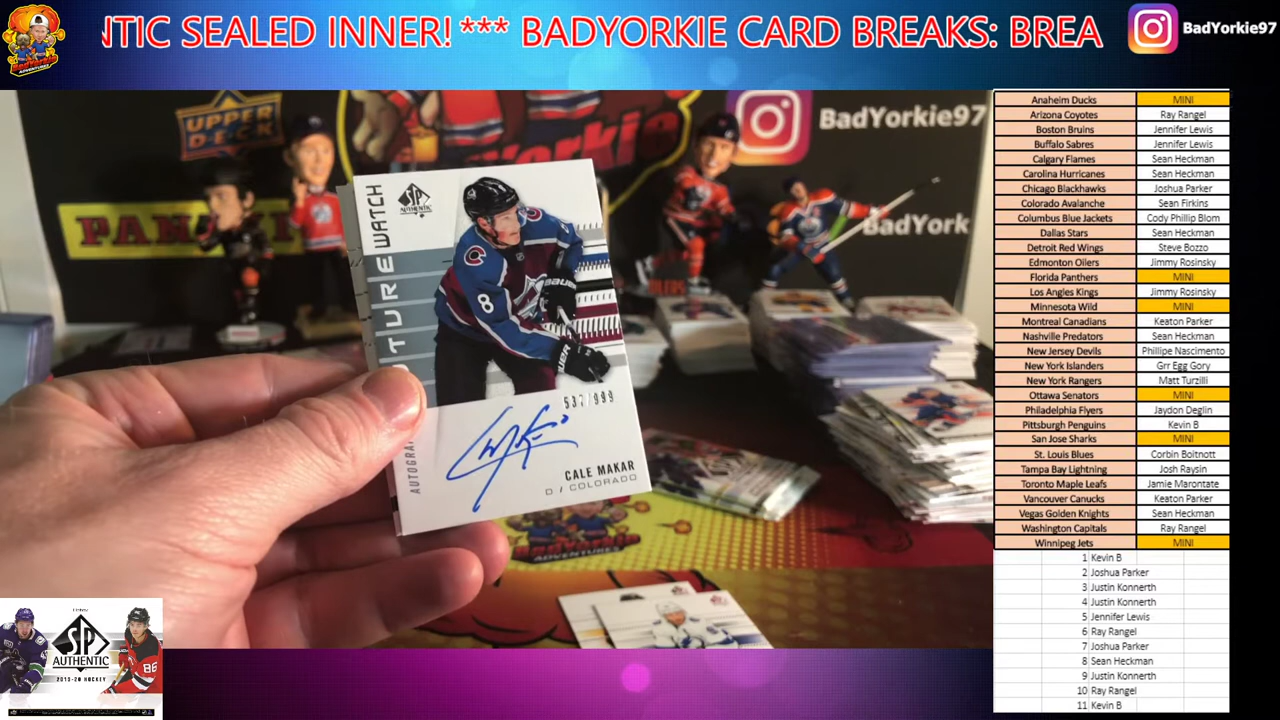 NTIC SEALED INNER! *** BADYORKIE CARD BREAKS: BREA
BadYorkie97
UPPER DECK
BadYorkie97
PANINI
BadYork
TURE WATCH
SP AUTHENTIC
8
537/999
AUTOGRA
CALE MAKAR
D / COLORADO
BadYorkie
ADVENTURES
SP
AUTHENTIC
2019-20 HOCKEY
Anaheim Ducks MINI
Arizona Coyotes Ray Rangel
Boston Bruins Jennifer Lewis
Buffalo Sabres Jennifer Lewis
Calgary Flames Sean Heckman
Carolina Hurricanes Sean Heckman
Chicago Blackhawks Joshua Parker
Colorado Avalanche Sean Firkins
Columbus Blue Jackets Cody Phillip Blom
Dallas Stars Sean Heckman
Detroit Red Wings Steve Bozzo
Edmonton Oilers Jimmy Rosinsky
Florida Panthers MINI
Los Angles Kings Jimmy Rosinsky
Minnesota Wild MINI
Montreal Canadians Keaton Parker
Nashville Predators Sean Heckman
New Jersey Devils Phillipe Nascimento
New York Islanders Grr Egg Gory
New York Rangers Matt Turzilli
Ottawa Senators MINI
Philadelphia Flyers Jaydon Deglin
Pittsburgh Penguins Kevin B
San Jose Sharks MINI
St. Louis Blues Corbin Boitnott
Tampa Bay Lightning Josh Raysin
Toronto Maple Leafs Jamie Marontate
Vancouver Canucks Keaton Parker
Vegas Golden Knights Sean Heckman
Washington Capitals Ray Rangel
Winnipeg Jets MINI
1 Kevin B
2 Joshua Parker
3 Justin Konnerth
4 Justin Konnerth
5 Jennifer Lewis
6 Ray Rangel
7 Joshua Parker
8 Sean Heckman
9 Justin Konnerth
10 Ray Rangel
11 Kevin B